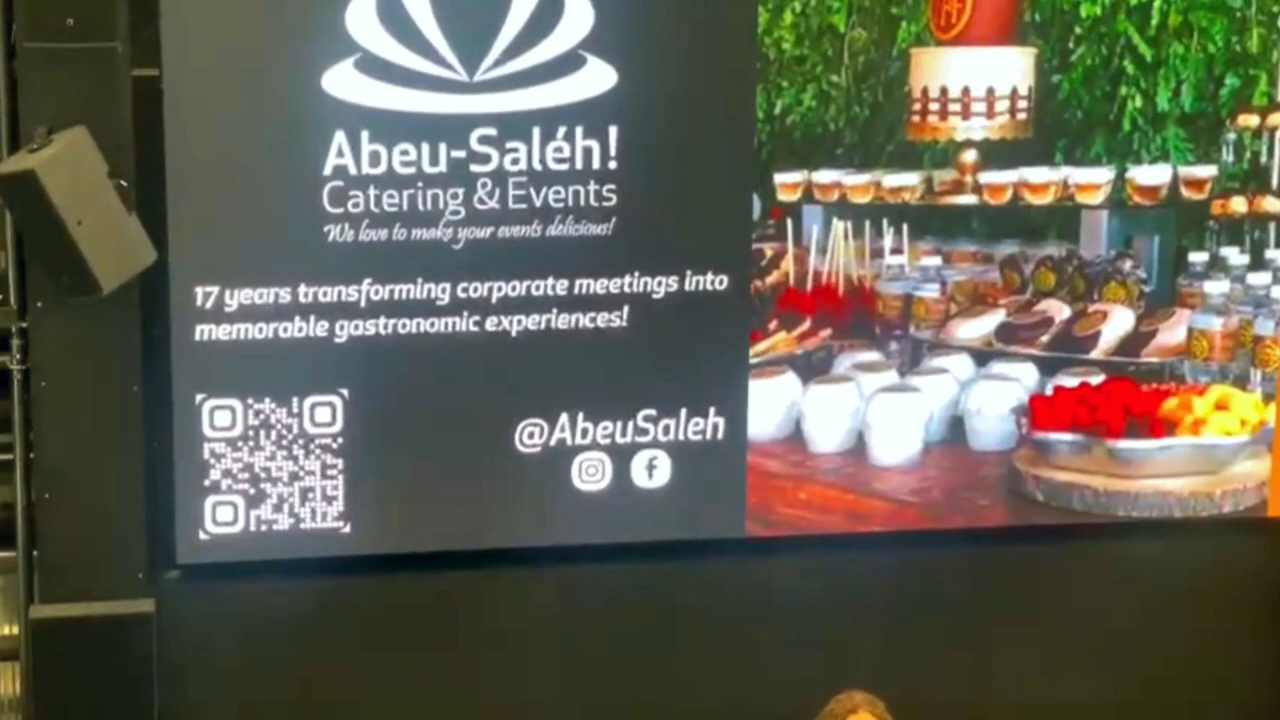 Abeu-Saléh!
Catering & Events
We love to make your events delicious!
17 years transforming corporate meetings into
memorable gastronomic experiences!
@AbeuSaleh